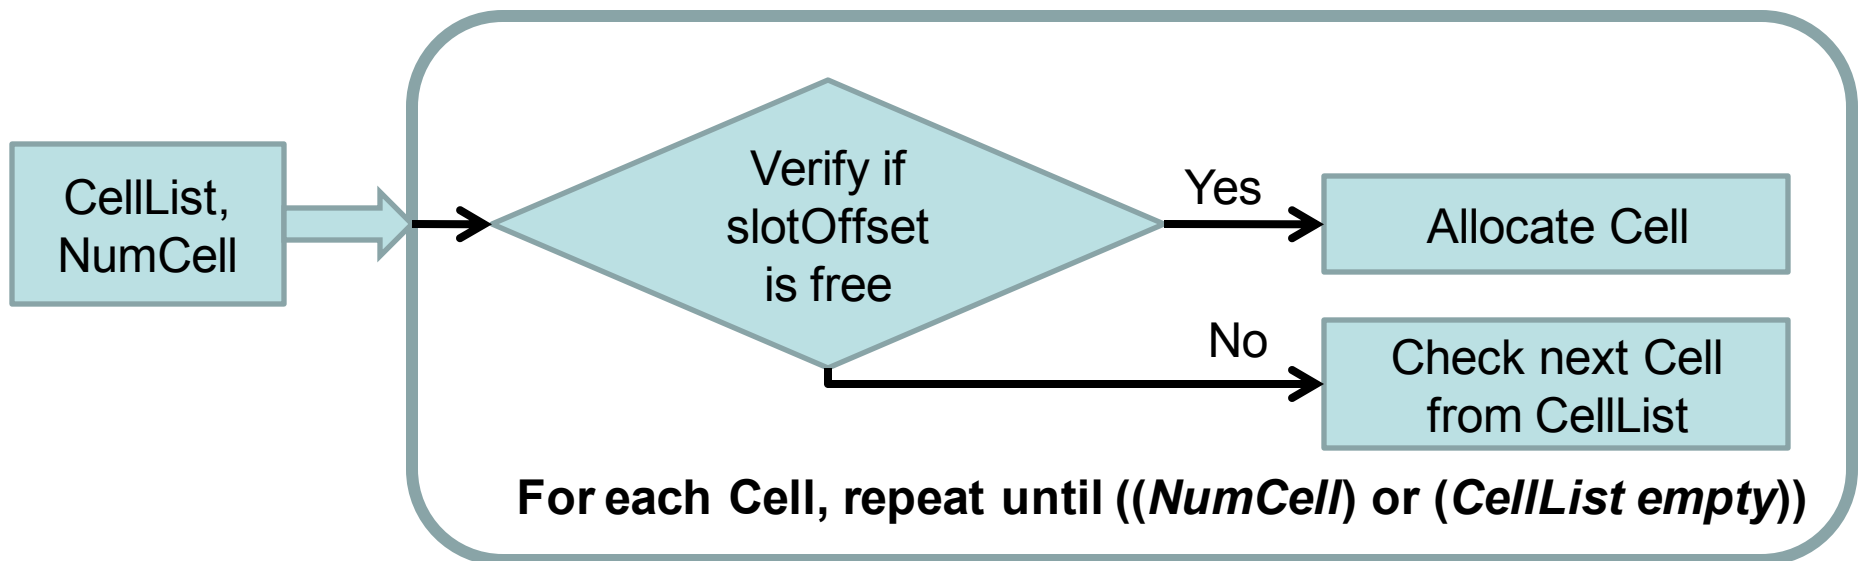 CellList,
NumCell
Verify if
slotOffset
is free
Yes
Allocate Cell
No
Check next Cell
from CellList
For each Cell, repeat until ((NumCell) or (CellList empty))